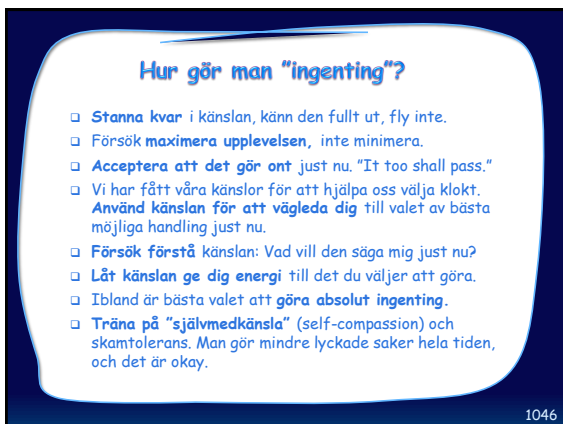 Hur gör man ”ingenting”?
Stanna kvar i känslan, känn den fullt ut, fly inte.
Försök maximera upplevelsen, inte minimera.
Acceptera att det gör ont just nu. ”It too shall pass.”
Vi har fått våra känslor för att hjälpa oss välja klokt.
Använd känslan för att vägleda dig till valet av bästa
möjliga handling just nu.
Försök förstå känslan: Vad vill den säga mig just nu?
Låt känslan ge dig energi till det du väljer att göra.
Ibland är bästa valet att göra absolut ingenting.
Träna på ”självmedkänsla” (self-compassion) och
skamtolerans. Man gör mindre lyckade saker hela tiden,
och det är okay.
1046